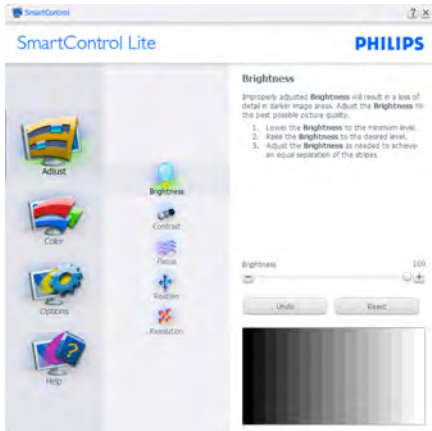 SmartControl
SmartControl Lite
PHILIPS
Brightness
Improperly adjusted Brightness will result in a loss of
detail in darker image areas. Adjust the Brightness for
the best possible picture quality.
1. Lower the Brightness to the minimum level.
2. Raise the Brightness to the desired level.
3. Adjust the Brightness as needed to achieve
an equal separation of the stripes.
Adjust
Color
Options
Help
Brightness
Contrast
Focus
Position
Resolution
Brightness 100
Undo Reset